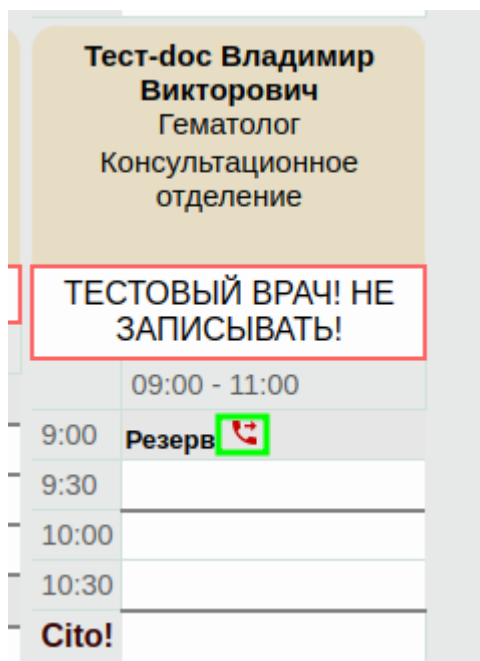 Тест-doc Владимир
Викторович
Гематолог
Консультационное
отделение
ТЕСТОВЫЙ ВРАЧ! НЕ
ЗАПИСЫВАТЬ!
09:00 - 11:00
9:00 Резерв
9:30
10:00
10:30
Cito!